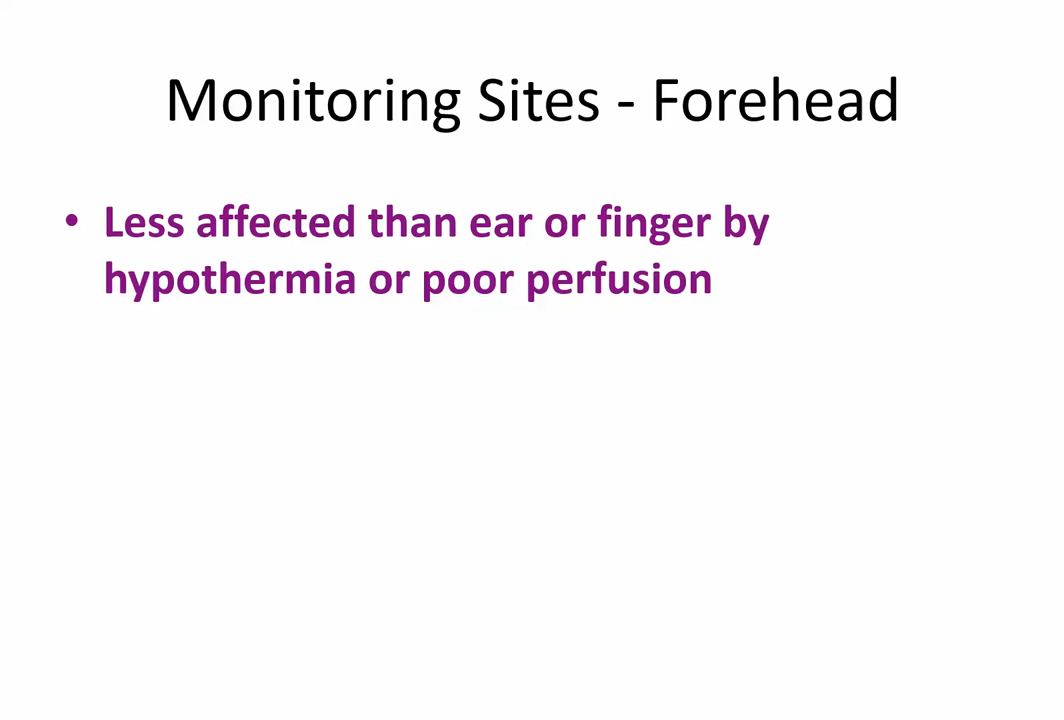 Monitoring Sites - Forehead
• Less affected than ear or finger by
hypothermia or poor perfusion